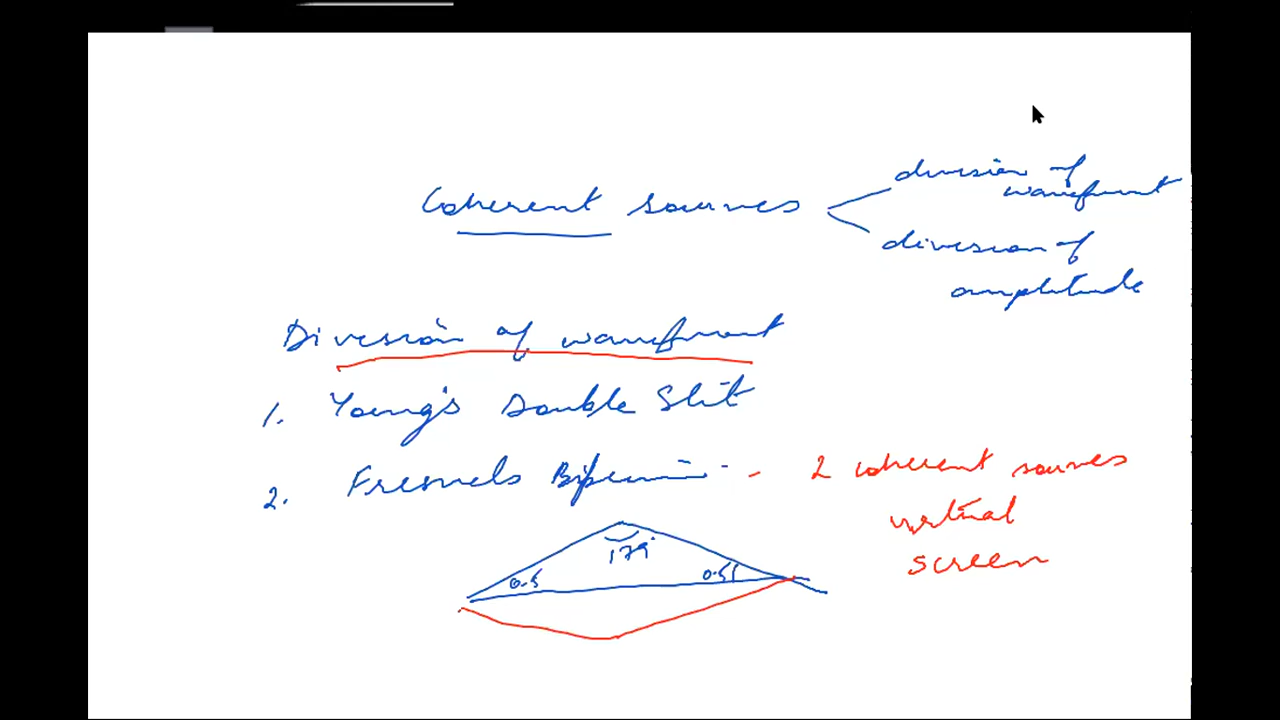 Coherent sources
division of
wavefront
division of
amplitude
Division of wavefront
1. Young's Double Slit
2. Fresnels - 2 coherent sources
virtual
screen
179°
0.5 0.5